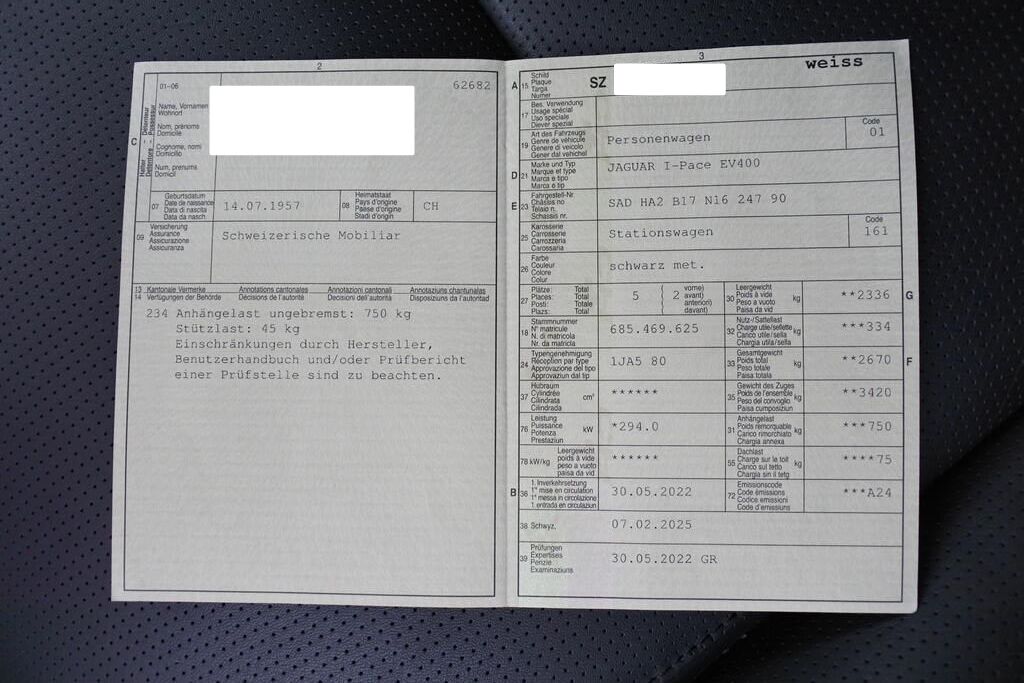 2
01-06
62682
Halter Détenteur
Detentore Possessur
C
Name, Vornamen
Wohnort
Nom, prénoms
Domicile
Cognome, nomi
Domicilio
Num, prenums
Domicil
07
Geburtsdatum
Date de naissance
Data di nascita
Data da nasch.
14.07.1957
08
Heimatstaat
Pays d'origine
Paese d'origine
Stadi d'origin
CH
09
Versicherung
Assurance
Assicurazione
Assicuranza
Schweizerische Mobiliar
13 Kantonale Vermerke Annotations cantonales Annotazioni cantonali Annotaziuns chantunalas
14 Verfügungen der Behörde Décisions de l'autorité Decisioni dell'autorità Disposiziuns da l'autoritad
234 Anhängelast ungebremst: 750 kg
Stützlast: 45 kg
Einschränkungen durch Hersteller,
Benutzerhandbuch und/oder Prüfbericht
einer Prüfstelle sind zu beachten.
3
weiss
A 15
Schild
Plaque
Targa
Numer
SZ
17
Bes. Verwendung
Usage spécial
Uso speciale
Diever spezial
19
Art des Fahrzeugs
Genre de véhicule
Genere di veicolo
Gener dal vehichel
Personenwagen
Code
01
D 21
Marke und Typ
Marque et type
Marca e tipo
Marca e tip
JAGUAR I-Pace EV400
E 23
Fahrgestell-Nr.
Châssis no
Telaio n.
Schassis nr.
SAD HA2 B17 N16 247 90
25
Karosserie
Carrosserie
Carrozzeria
Carossaria
Stationswagen
Code
161
26
Farbe
Couleur
Colore
Colur
schwarz met.
27
Plätze: Total
Places: Total
Posti: Totale
Plazs: Total
5 ( 2 vorne)
avant)
anteriori)
davant)
30
Leergewicht
Poids à vide
Peso a vuoto
Paisa da vid
kg
**2336
G
18
Stammnummer
N° matricule
N. di matricola
Nr. da matricla
685.469.625
32
Nutz-/Sattellast
Charge utile/sellette
Carico utile/sella
Chargia utila/sella
kg
***334
24
Typengenehmigung
Réception par type
Approvazione del tipo
Approvaziun dal tip
1JA5 80
33
Gesamtgewicht
Poids total
Peso totale
Paisa totala
kg
**2670
F
37
Hubraum
Cylindrée
Cilindrata
Cilindrada
cm³
******
35
Gewicht des Zuges
Poids de l'ensemble
Peso del convoglio
Paisa cumposiziun
kg
**3420
76
Leistung
Puissance
Potenza
Prestaziun
kW
*294.0
31
Anhängelast
Poids remorquable
Carico rimorchiato
Chargia annexa
kg
***750
78 kW/kg
Leergewicht
poids à vide
peso a vuoto
paisa da vid
******
55
Dachlast
Charge sur le toit
Carico sul tetto
Chargia sin il tetg
kg
****75
B 36
1. Inverkehrsetzung
1re mise en circulation
1a messa in circolazione
1. entrada en circulaziun
30.05.2022
72
Emissionscode
Code émissions
Codice emissioni
Code d'emissiuns
***A24
38 Schwyz,
07.02.2025
39
Prüfungen
Expertises
Perizie
Examinaziuns
30.05.2022 GR